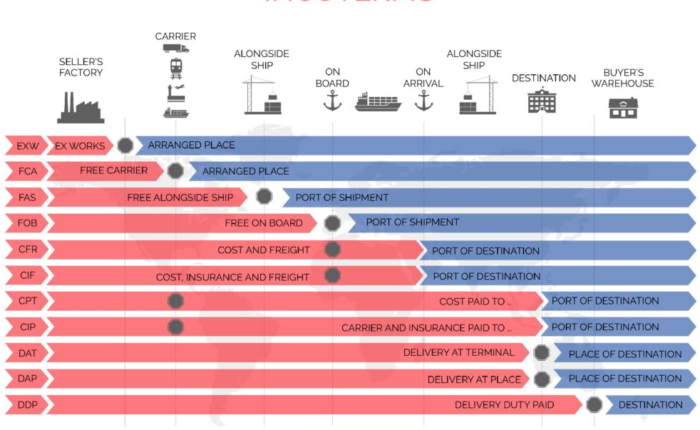 SELLER'S
FACTORY
CARRIER
ALONGSIDE
SHIP
ON
BOARD
ON
ARRIVAL
ALONGSIDE
SHIP
DESTINATION
BUYER'S
WAREHOUSE
EXW EX WORKS ARRANGED PLACE
FCA FREE CARRIER ARRANGED PLACE
FAS FREE ALONGSIDE SHIP PORT OF SHIPMENT
FOB FREE ON BOARD PORT OF SHIPMENT
CFR COST AND FREIGHT PORT OF DESTINATION
CIF COST, INSURANCE AND FREIGHT PORT OF DESTINATION
CPT COST PAID TO ... PORT OF DESTINATION
CIP CARRIER AND INSURANCE PAID TO ... PORT OF DESTINATION
DAT DELIVERY AT TERMINAL PLACE OF DESTINATION
DAP DELIVERY AT PLACE PLACE OF DESTINATION
DDP DELIVERY DUTY PAID DESTINATION